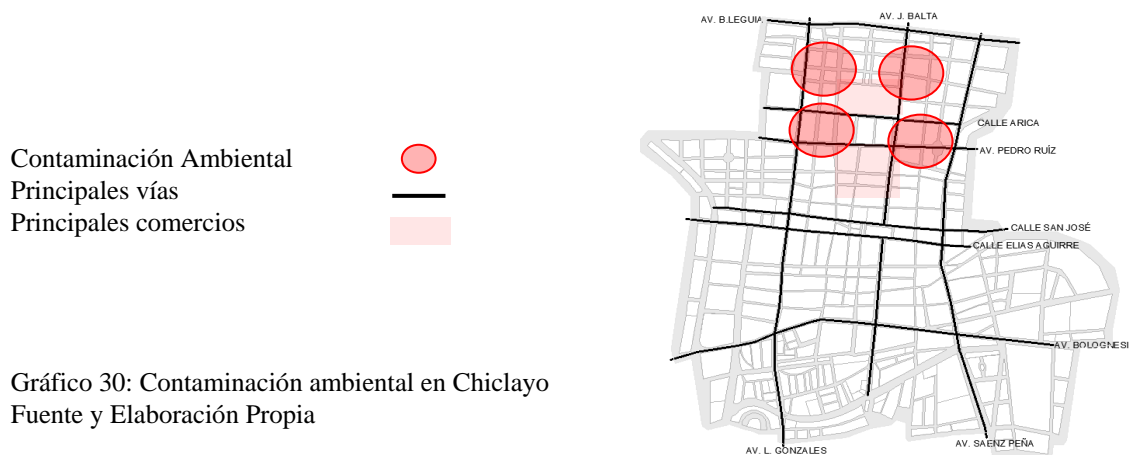 Contaminación Ambiental
Principales vías
Principales comercios
Gráfico 30: Contaminación ambiental en Chiclayo
Fuente y Elaboración Propia
AV. B.LEGUIA
AV. J. BALTA
CALLE ARICA
AV. PEDRO RUÍZ
CALLE SAN JOSÉ
CALLE ELIAS AGUIRRE
AV. BOLOGNESI
AV. SAENZ PEÑA
AV. L. GONZALES